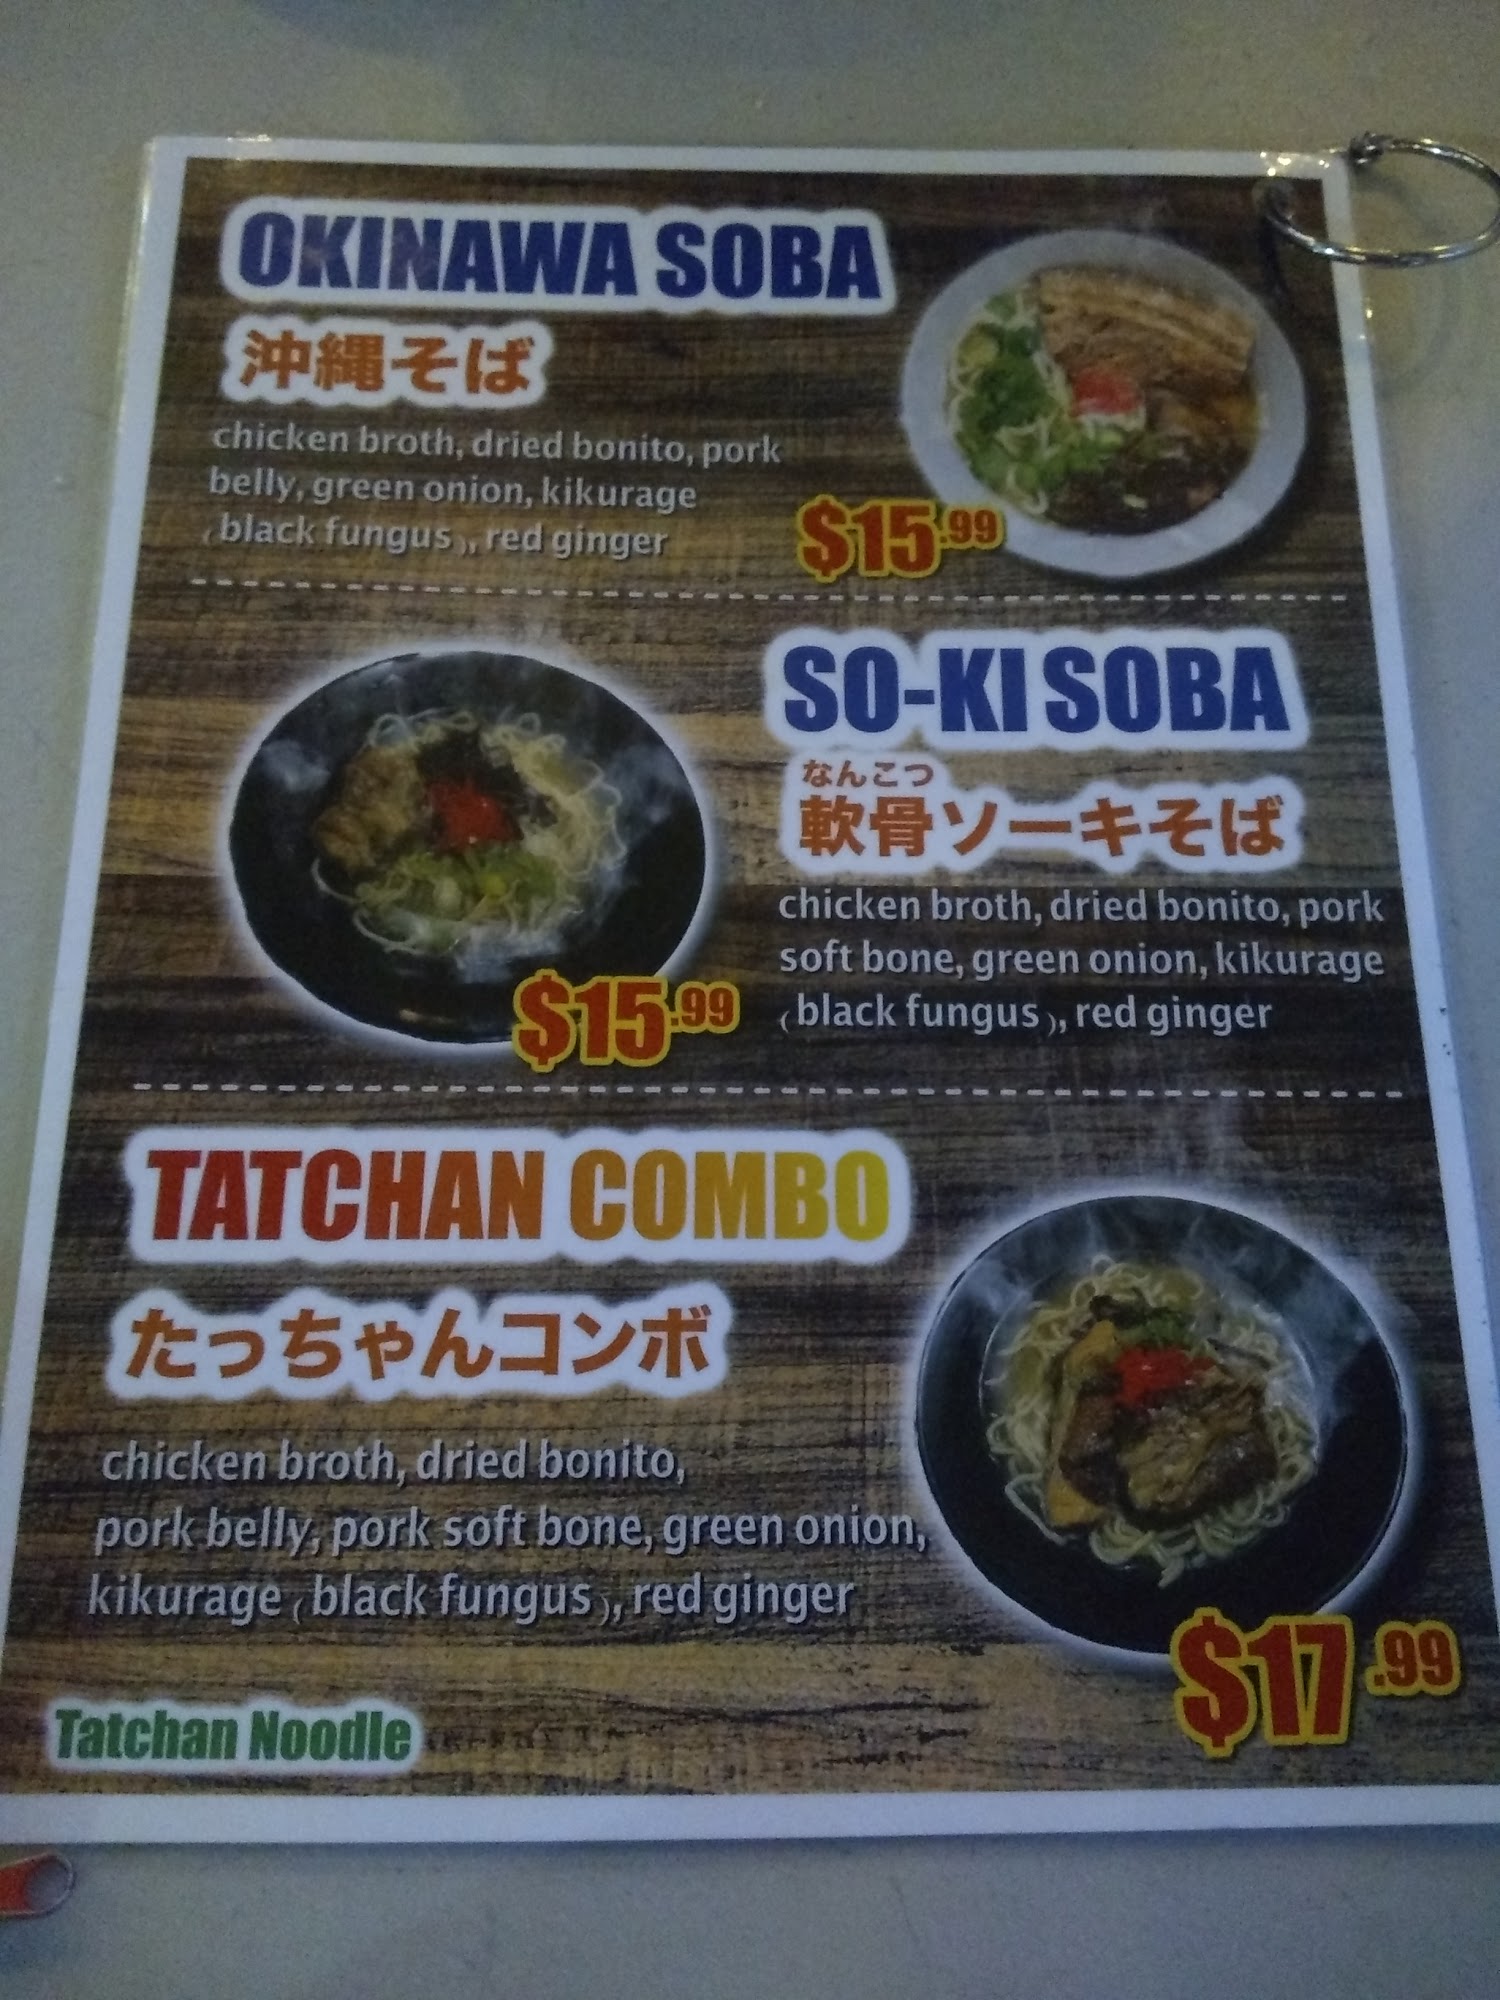 OKINAWA SOBA
沖縄そば
chicken broth, dried bonito, pork
belly, green onion, kikurage
(black fungus), red ginger
$15.99
SO-KI SOBA
なんこつ
軟骨ソーキそば
chicken broth, dried bonito, pork
soft bone, green onion, kikurage
(black fungus), red ginger
$15.99
TATCHAN COMBO
たっちゃんコンボ
chicken broth, dried bonito,
pork belly, pork soft bone, green onion,
kikurage (black fungus), red ginger
$17.99
Tatchan Noodle